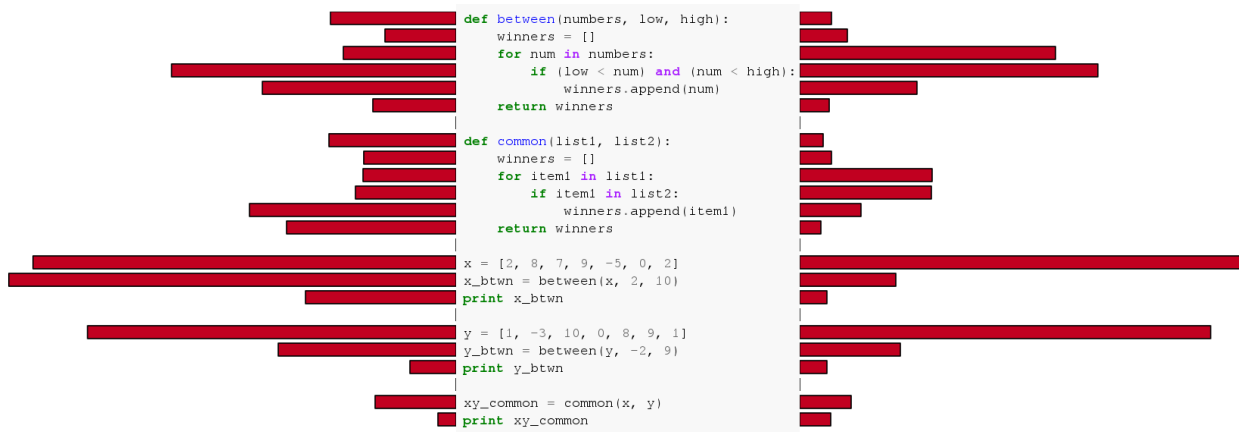 def between(numbers, low, high):
    winners = []
    for num in numbers:
        if (low < num) and (num < high):
            winners.append(num)
    return winners
def common(list1, list2):
    winners = []
    for item1 in list1:
        if item1 in list2:
            winners.append(item1)
    return winners
x = [2, 8, 7, 9, -5, 0, 2]
x_btwn = between(x, 2, 10)
print x_btwn
y = [1, -3, 10, 0, 8, 9, 1]
y_btwn = between(y, -2, 9)
print y_btwn
xy_common = common(x, y)
print xy_common